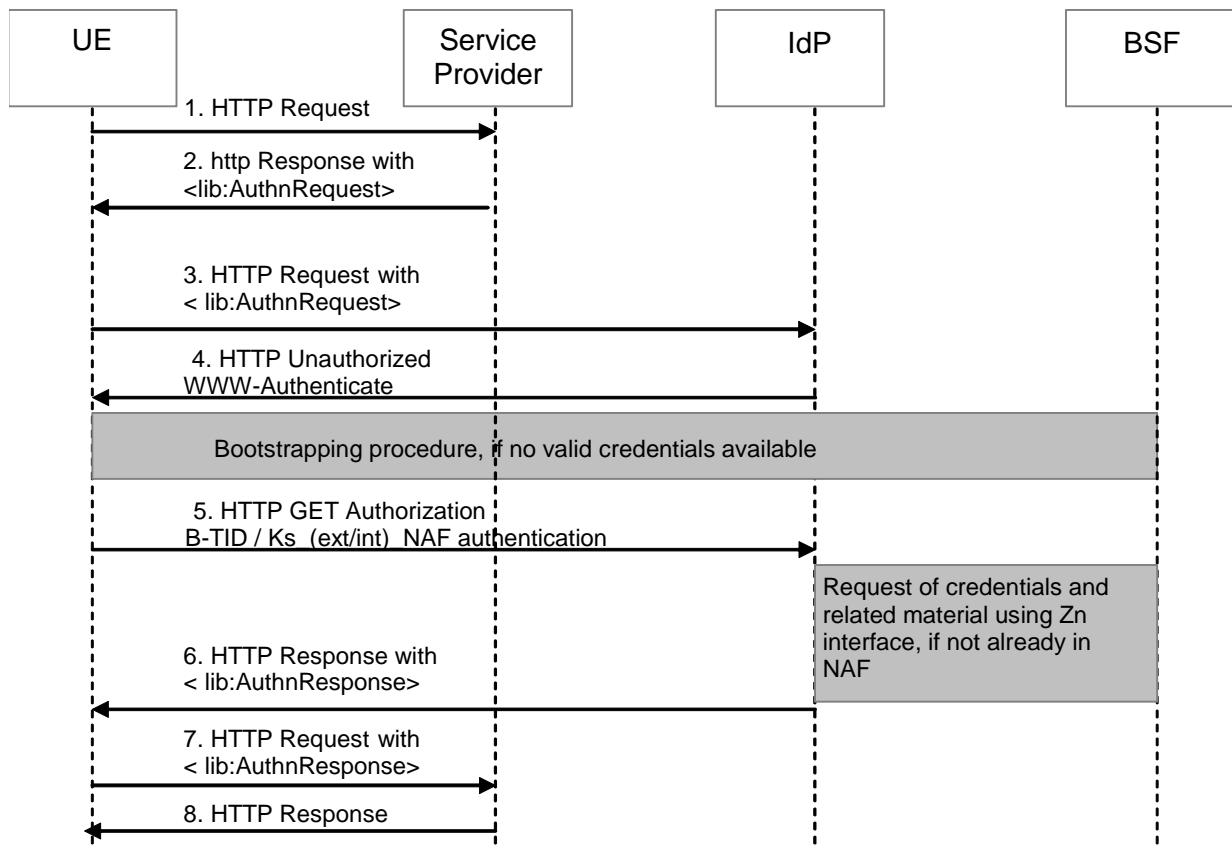 UE
Service
Provider
IdP
BSF
1. HTTP Request
2. http Response with
<lib:AuthnRequest>
3. HTTP Request with
< lib:AuthnRequest>
4. HTTP Unauthorized
WWW-Authenticate
Bootstrapping procedure, if no valid credentials available
5. HTTP GET Authorization
B-TID / Ks_(ext/int)_NAF authentication
Request of credentials and
related material using Zn
interface, if not already in
NAF
6. HTTP Response with
< lib:AuthnResponse>
7. HTTP Request with
< lib:AuthnResponse>
8. HTTP Response